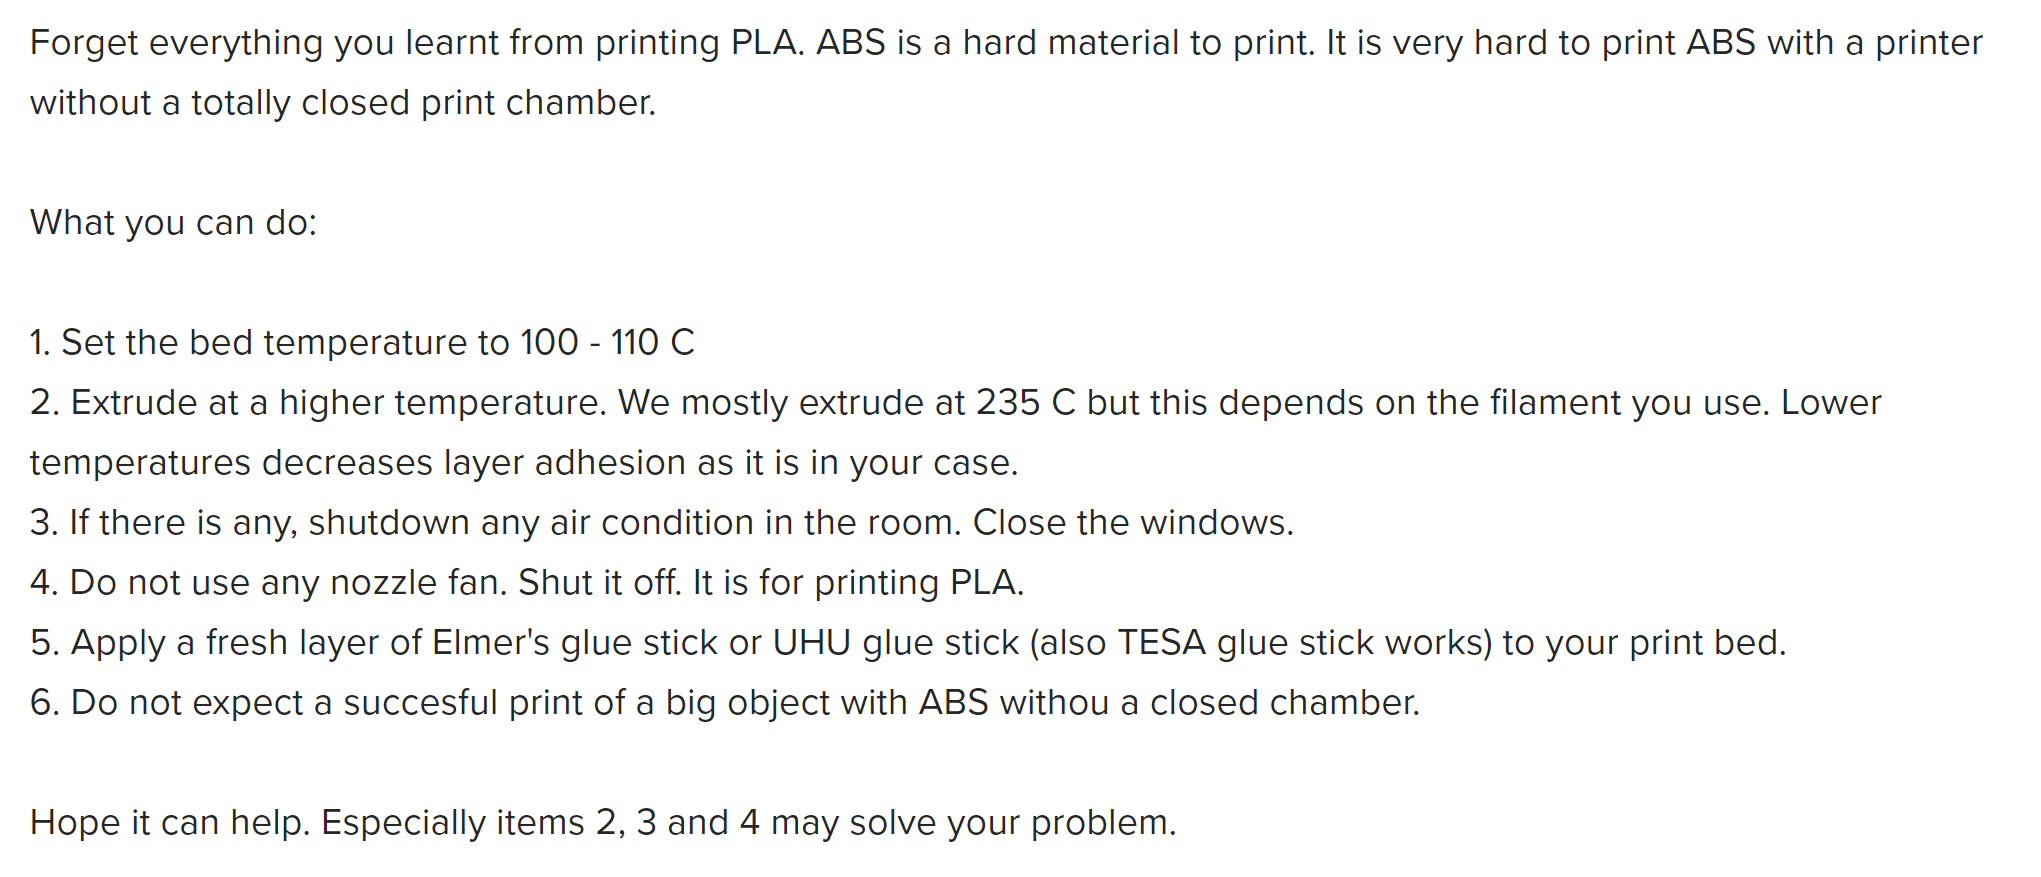 Forget everything you learnt from printing PLA. ABS is a hard material to print. It is very hard to print ABS with a printer
without a totally closed print chamber.
What you can do:
1. Set the bed temperature to 100 - 110 C
2. Extrude at a higher temperature. We mostly extrude at 235 C but this depends on the filament you use. Lower
temperatures decreases layer adhesion as it is in your case.
3. If there is any, shutdown any air condition in the room. Close the windows.
4. Do not use any nozzle fan. Shut it off. It is for printing PLA.
5. Apply a fresh layer of Elmer's glue stick or UHU glue stick (also TESA glue stick works) to your print bed.
6. Do not expect a succesful print of a big object with ABS withou a closed chamber.
Hope it can help. Especially items 2, 3 and 4 may solve your problem.